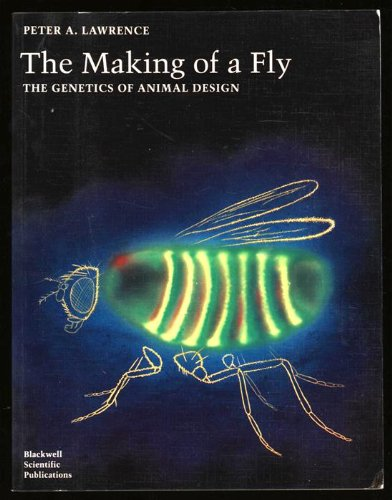 PETER A. LAWRENCE
The Making of a Fly
THE GENETICS OF ANIMAL DESIGN
Blackwell
Scientific
Publications